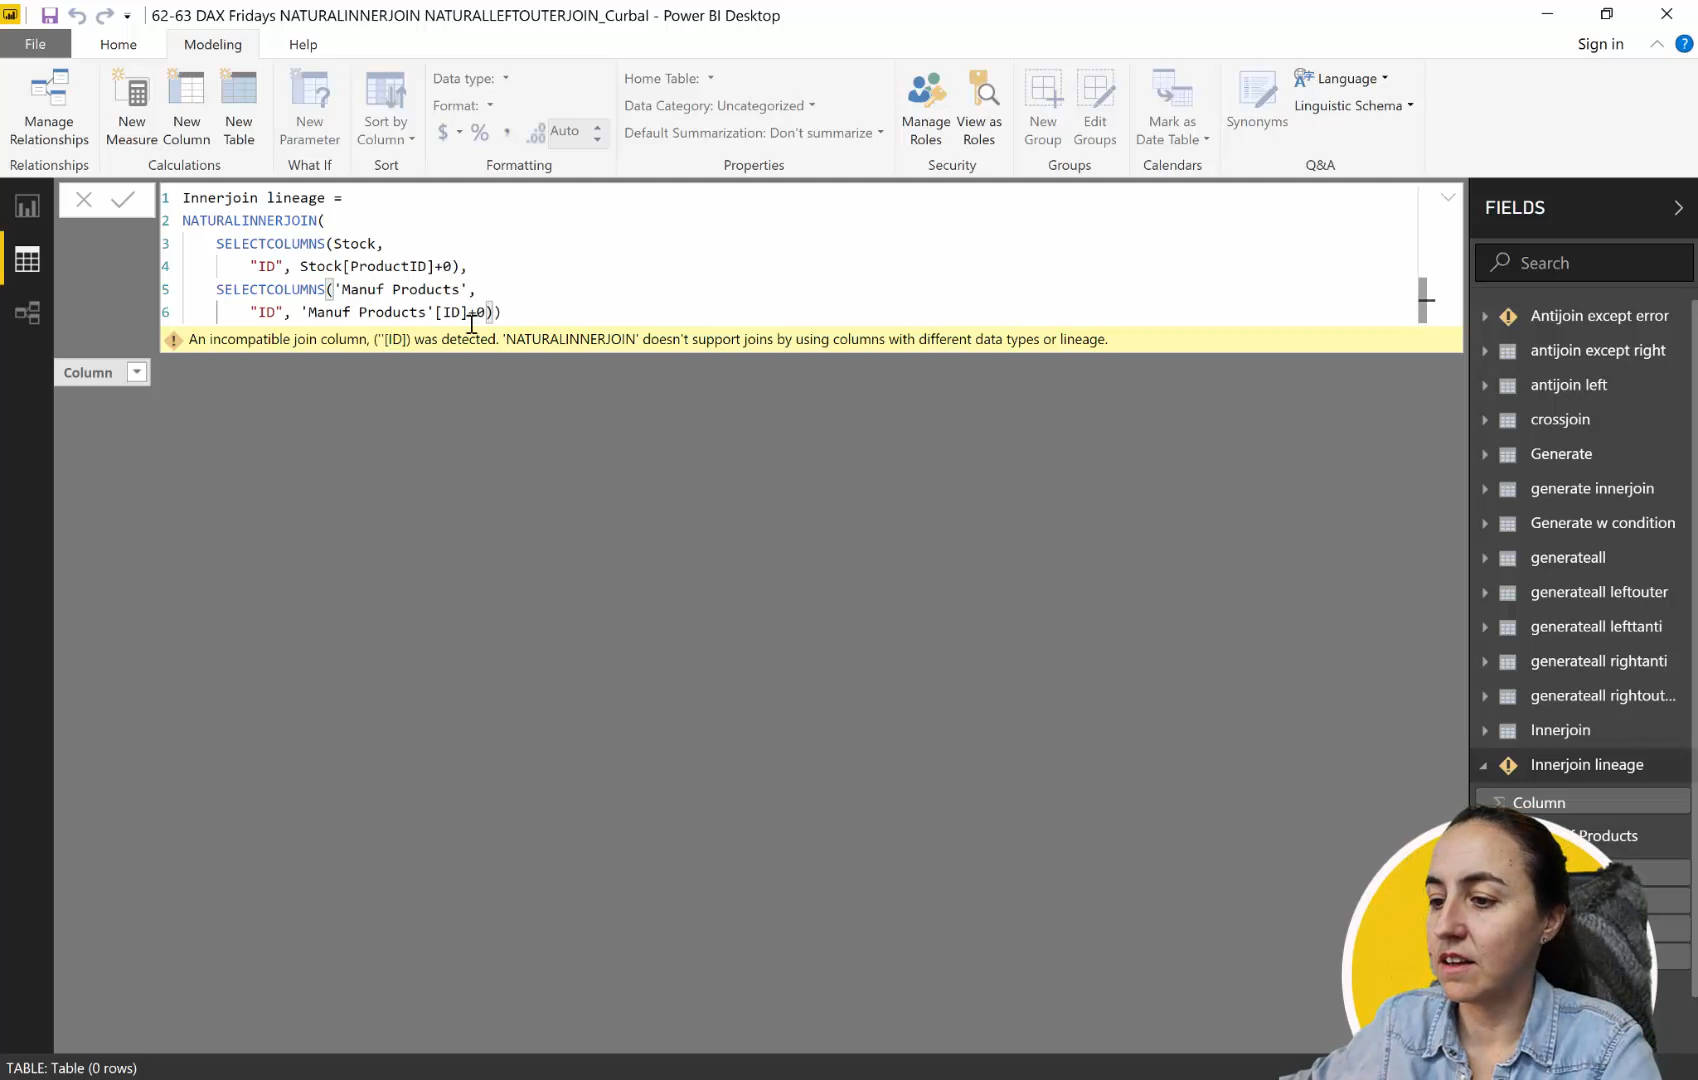 62-63 DAX Fridays NATURALINNERJOIN NATURALLEFTOUTERJOIN_Curbal - Power BI Desktop
File
Home
Modeling
Help
Sign in
Manage Relationships
Relationships
New Measure
New Column
New Table
Calculations
New Parameter
What If
Sort by Column
Sort
Data type:
Format:
$ % , Auto
Formatting
Home Table:
Data Category: Uncategorized
Default Summarization: Don't summarize
Properties
Manage Roles
View as Roles
Security
New Group
Edit Groups
Groups
Mark as Date Table
Calendars
Synonyms
Language
Linguistic Schema
Q&A
1 Innerjoin lineage =
2 NATURALINNERJOIN(
3 SELECTCOLUMNS(Stock,
4 "ID", Stock[ProductID]+0),
5 SELECTCOLUMNS('Manuf Products',
6 "ID", 'Manuf Products'[ID]+0))
An incompatible join column, (''[ID]) was detected. 'NATURALINNERJOIN' doesn't support joins by using columns with different data types or lineage.
Column
FIELDS
Search
Antijoin except error
antijoin except right
antijoin left
crossjoin
Generate
generate innerjoin
Generate w condition
generateall
generateall leftouter
generateall lefttanti
generateall rightanti
generateall rightout...
Innerjoin
Innerjoin lineage
Column
Products
TABLE: Table (0 rows)